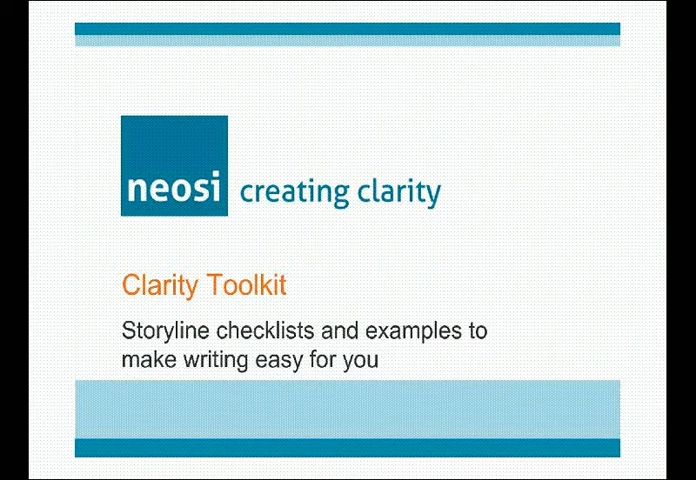 neosi creating clarity
Clarity Toolkit
Storyline checklists and examples to
make writing easy for you